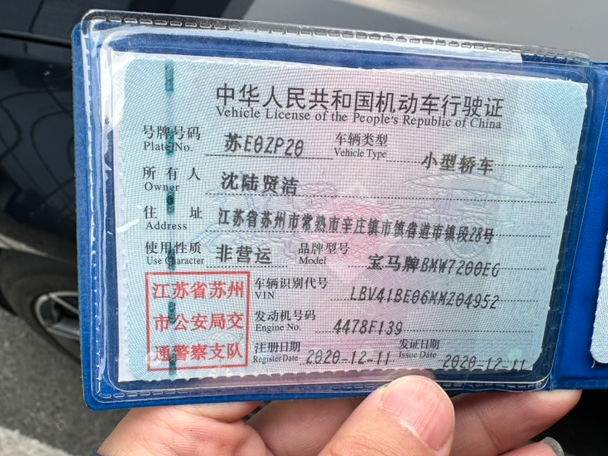 中华人民共和国机动车行驶证
Vehicle License of the People's Republic of China
号牌号码 苏E0ZP20 车辆类型 小型轿车
Plate No. Vehicle Type
所有人 沈陆贤洁
Owner
住址 江苏省苏州市常熟市辛庄镇市镇省道市镇段28号
Address
使用性质 非营运 品牌型号 宝马牌BMW7200EG
Use Character Model
江苏省苏州 车辆识别代号 LBV41BE06MMZ04952
VIN
市公安局交 发动机号码 4478F139
Engine No.
通警察支队 注册日期 2020-12-11 发证日期 2020-12-11
Register Date Issue Date